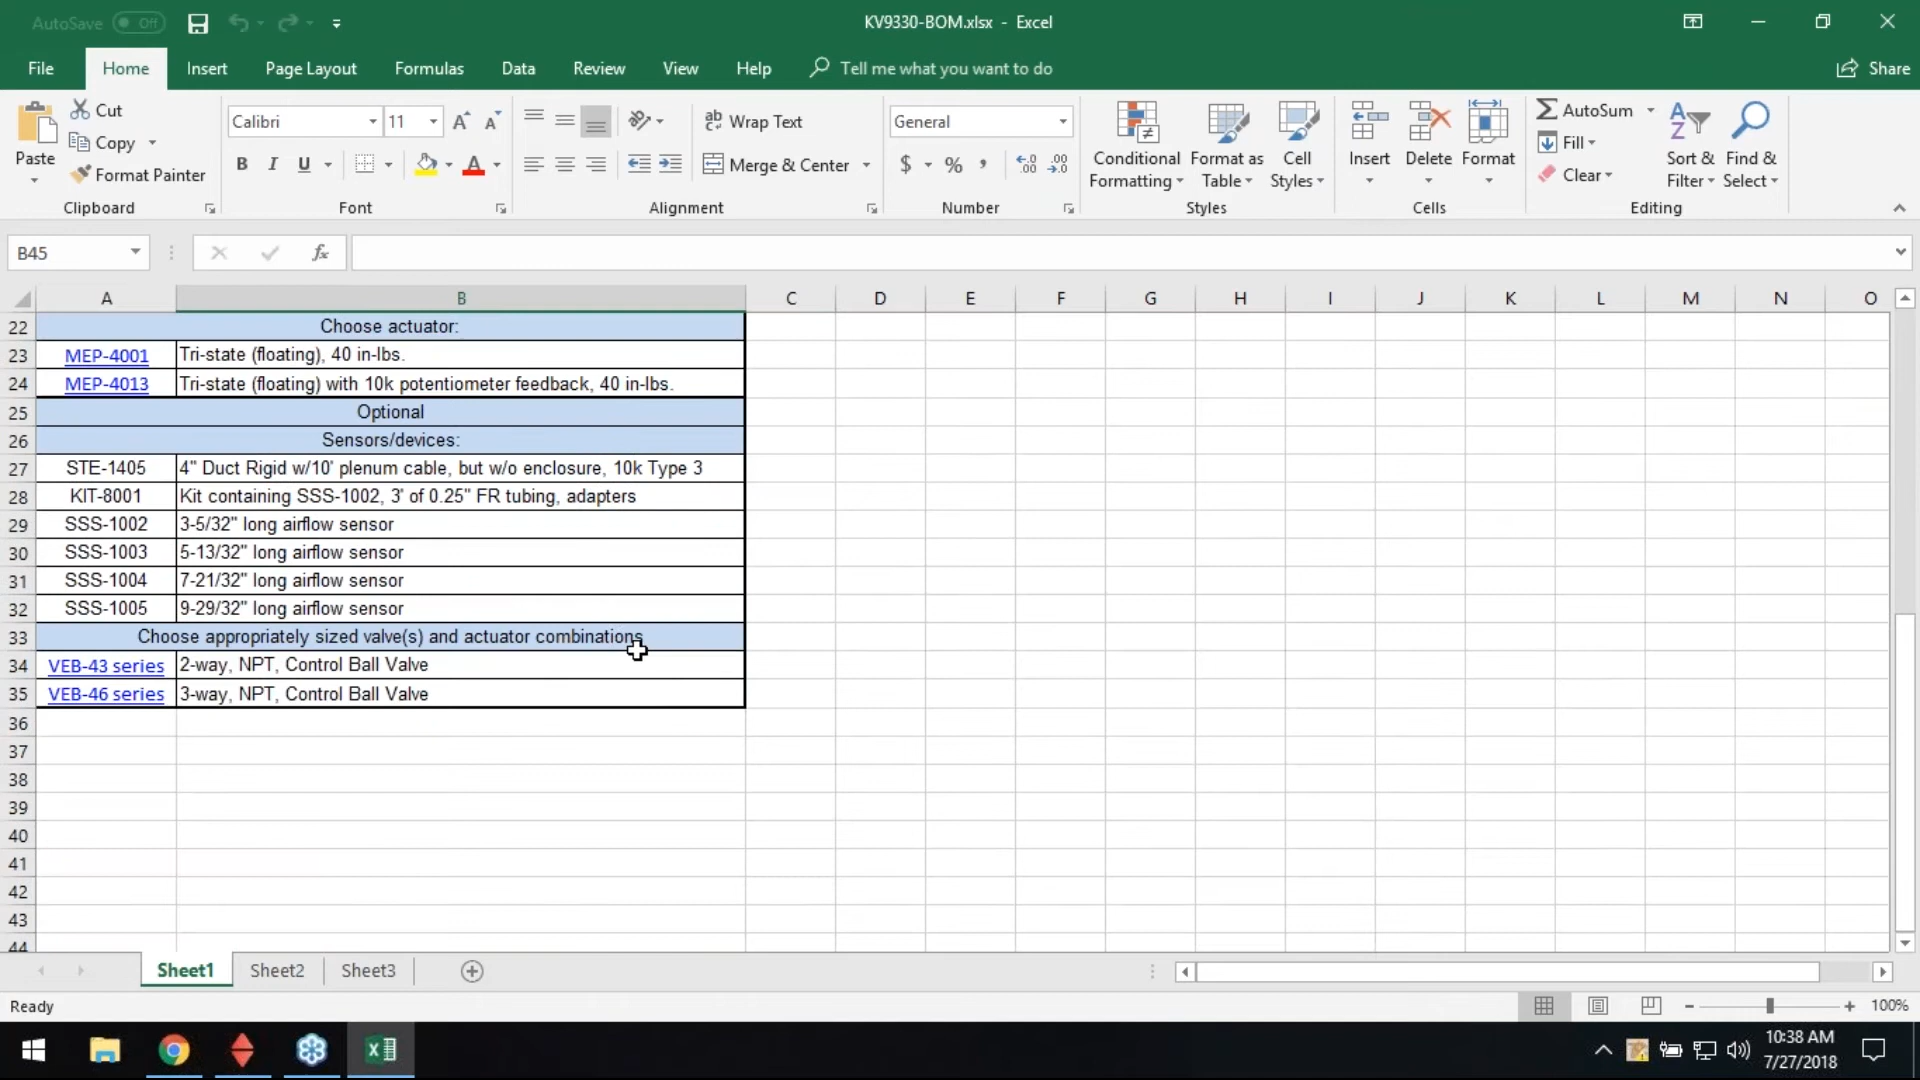 AutoSave Off
KV9330-BOM.xlsx - Excel
File Home Insert Page Layout Formulas Data Review View Help Tell me what you want to do Share
Paste
Cut
Copy
Format Painter
Clipboard
Calibri 11
B I U
A A
A
Font
ab Wrap Text
Merge & Center
Alignment
General
$ % ,
.00 .0
.00
Number
Conditional Formatting
Format as Table
Cell Styles
Styles
Insert Delete Format
Cells
AutoSum
Fill
Clear
Sort & Filter
Find & Select
Editing
B45 fx
A B C D E F G H I J K L M N O
22 Choose actuator:
23 MEP-4001 Tri-state (floating), 40 in-lbs.
24 MEP-4013 Tri-state (floating) with 10k potentiometer feedback, 40 in-lbs.
25 Optional
26 Sensors/devices:
27 STE-1405 4" Duct Rigid w/10' plenum cable, but w/o enclosure, 10k Type 3
28 KIT-8001 Kit containing SSS-1002, 3' of 0.25" FR tubing, adapters
29 SSS-1002 3-5/32" long airflow sensor
30 SSS-1003 5-13/32" long airflow sensor
31 SSS-1004 7-21/32" long airflow sensor
32 SSS-1005 9-29/32" long airflow sensor
33 Choose appropriately sized valve(s) and actuator combinations
34 VEB-43 series 2-way, NPT, Control Ball Valve
35 VEB-46 series 3-way, NPT, Control Ball Valve
36
37
38
39
40
41
42
43
44
Sheet1 Sheet2 Sheet3
Ready 100%
10:38 AM
7/27/2018